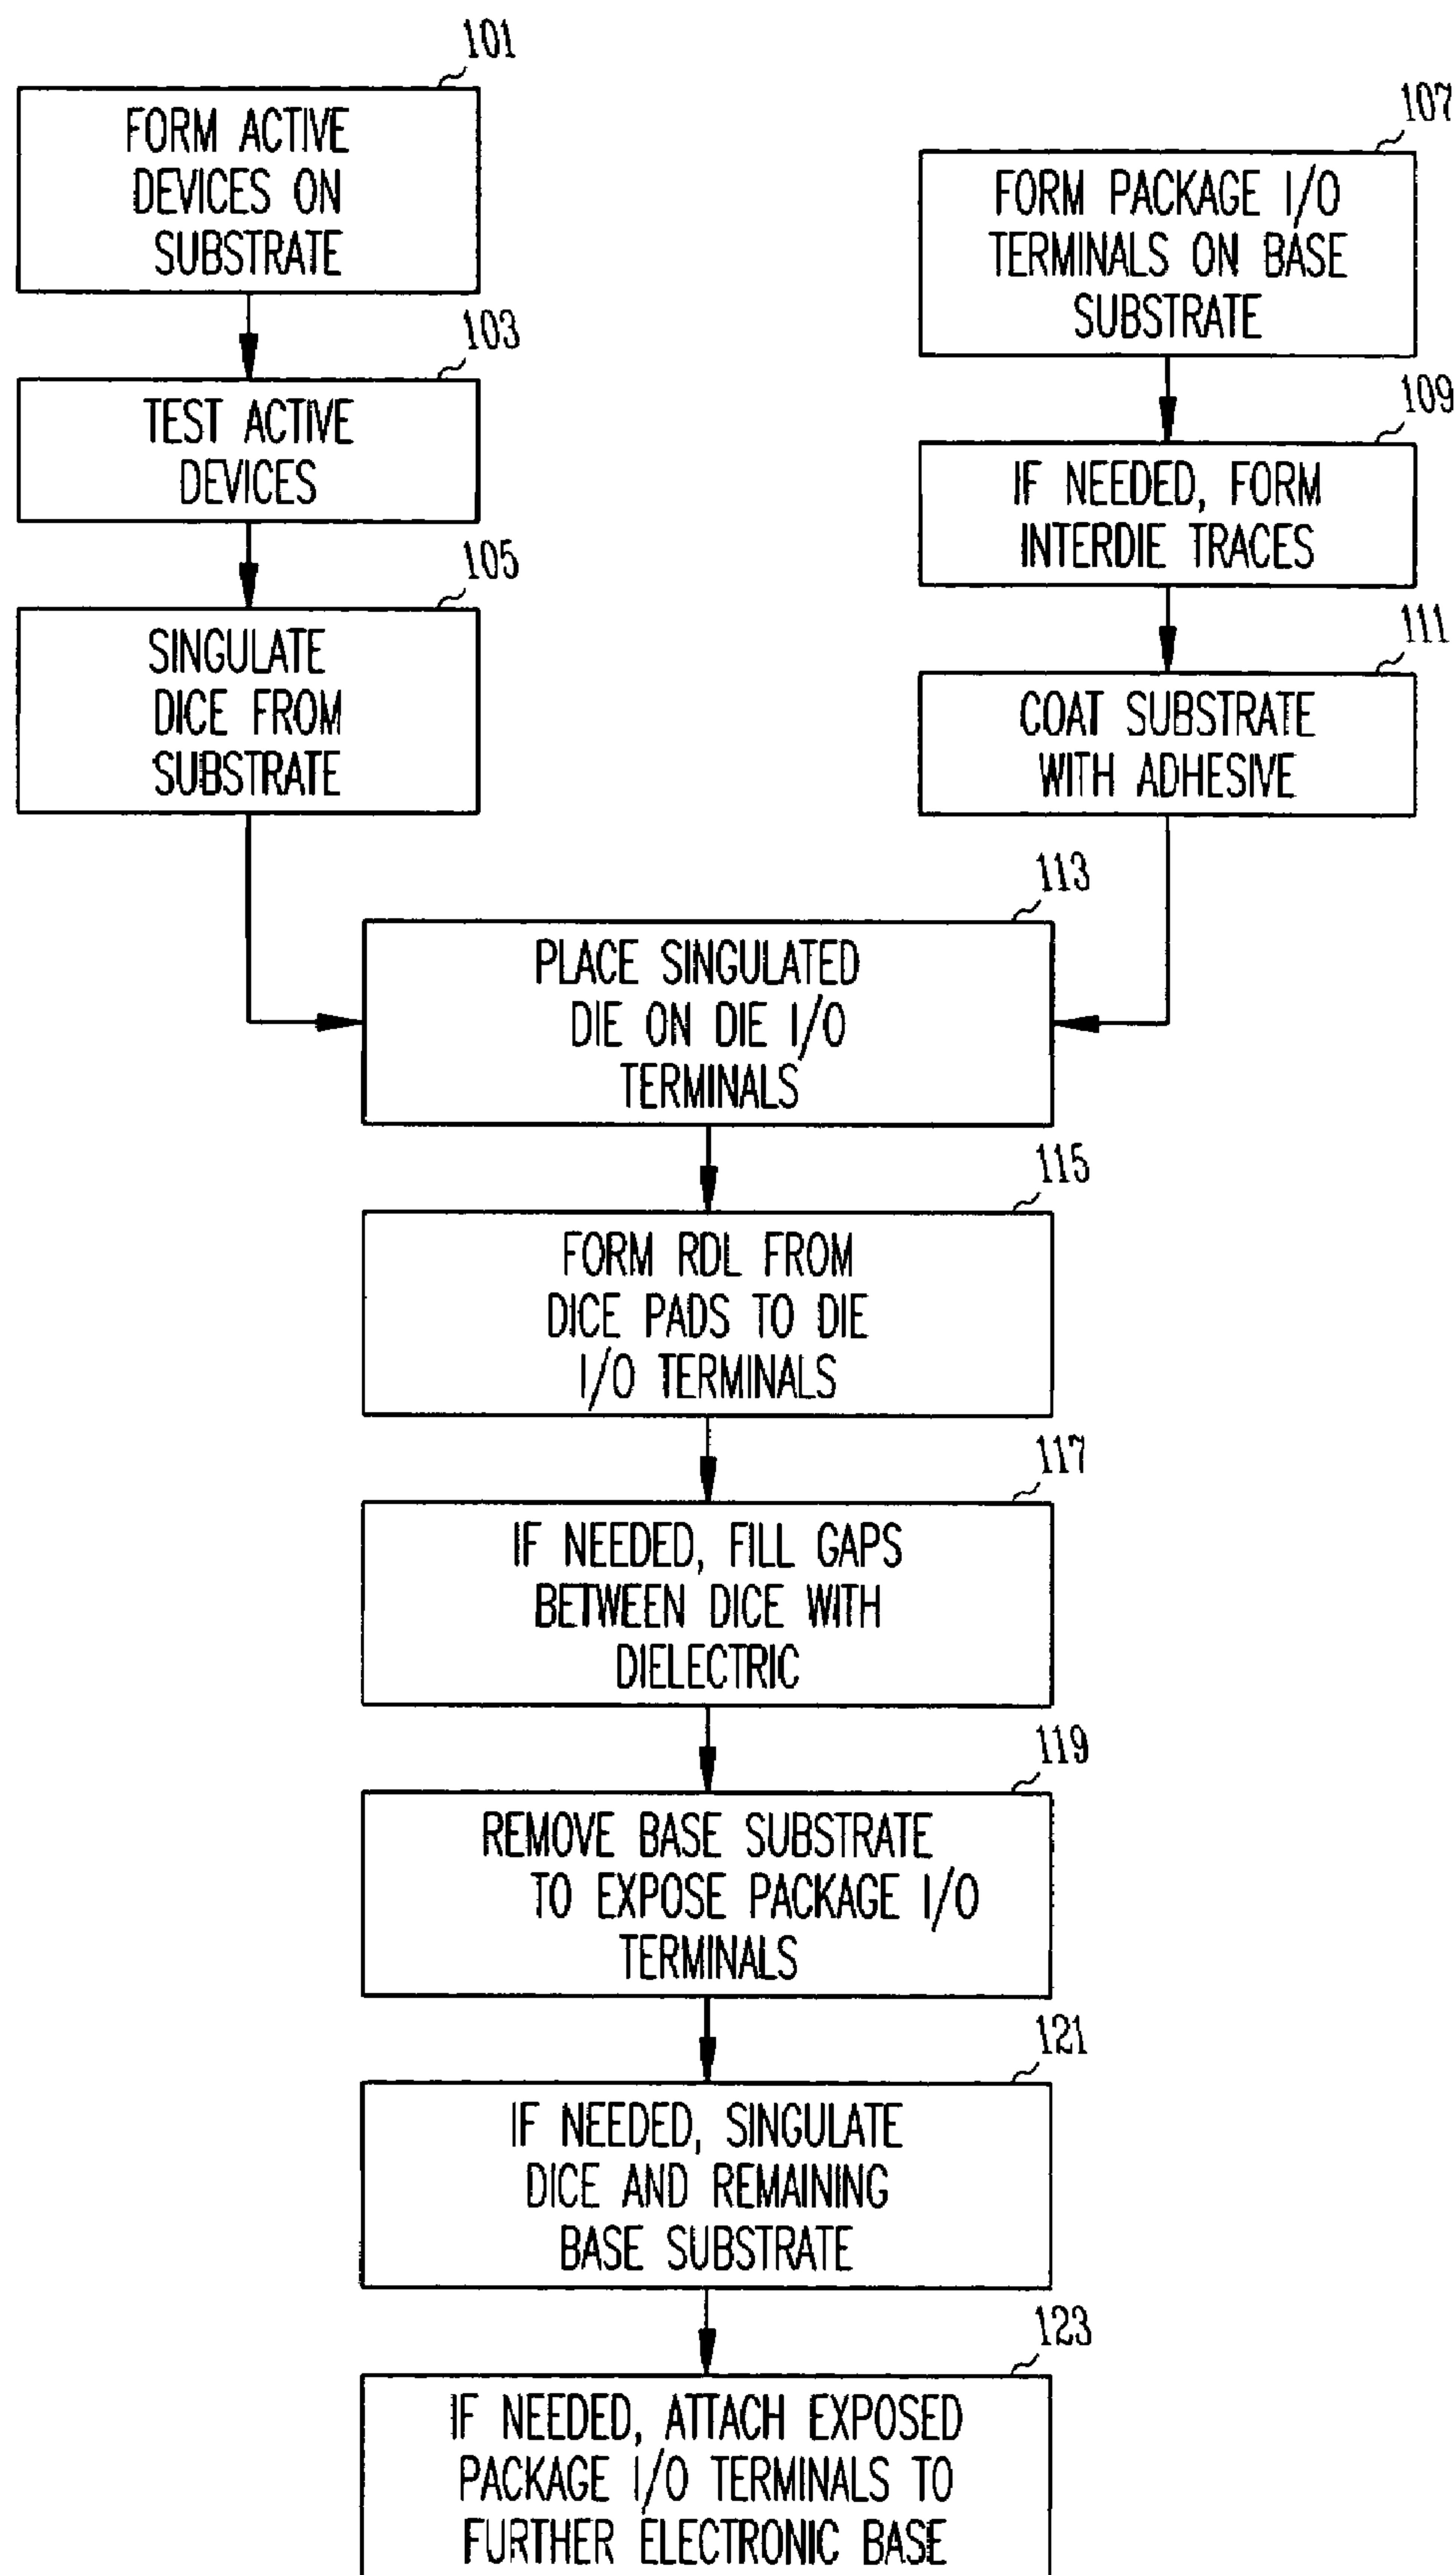 101
FORM ACTIVE
DEVICES ON
SUBSTRATE
103
TEST ACTIVE
DEVICES
105
SINGULATE
DICE FROM
SUBSTRATE
107
FORM PACKAGE I/O
TERMINALS ON BASE
SUBSTRATE
109
IF NEEDED, FORM
INTERDIE TRACES
111
COAT SUBSTRATE
WITH ADHESIVE
113
PLACE SINGULATED
DIE ON DIE I/O
TERMINALS
115
FORM RDL FROM
DICE PADS TO DIE
I/O TERMINALS
117
IF NEEDED, FILL GAPS
BETWEEN DICE WITH
DIELECTRIC
119
REMOVE BASE SUBSTRATE
TO EXPOSE PACKAGE I/O
TERMINALS
121
IF NEEDED, SINGULATE
DICE AND REMAINING
BASE SUBSTRATE
123
IF NEEDED, ATTACH EXPOSED
PACKAGE I/O TERMINALS TO
FURTHER ELECTRONIC BASE